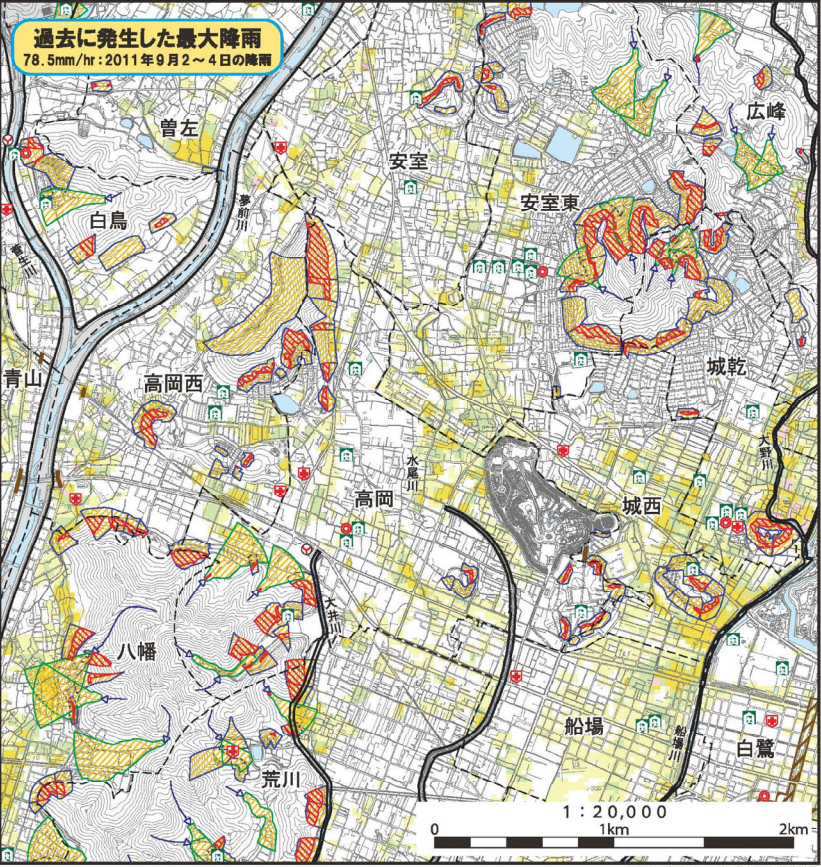 過去に発生した最大降雨
78.5mm/hr:2011年9月2～4日の降雨
広峰
曽左
安室
安室東
白鳥
夢前川
菅生川
城乾
青山
高岡西
大野川
水尾川
高岡
城西
大井川
八幡
船場
船場川
白鷺
荒川
1:20,000
0 1km 2km